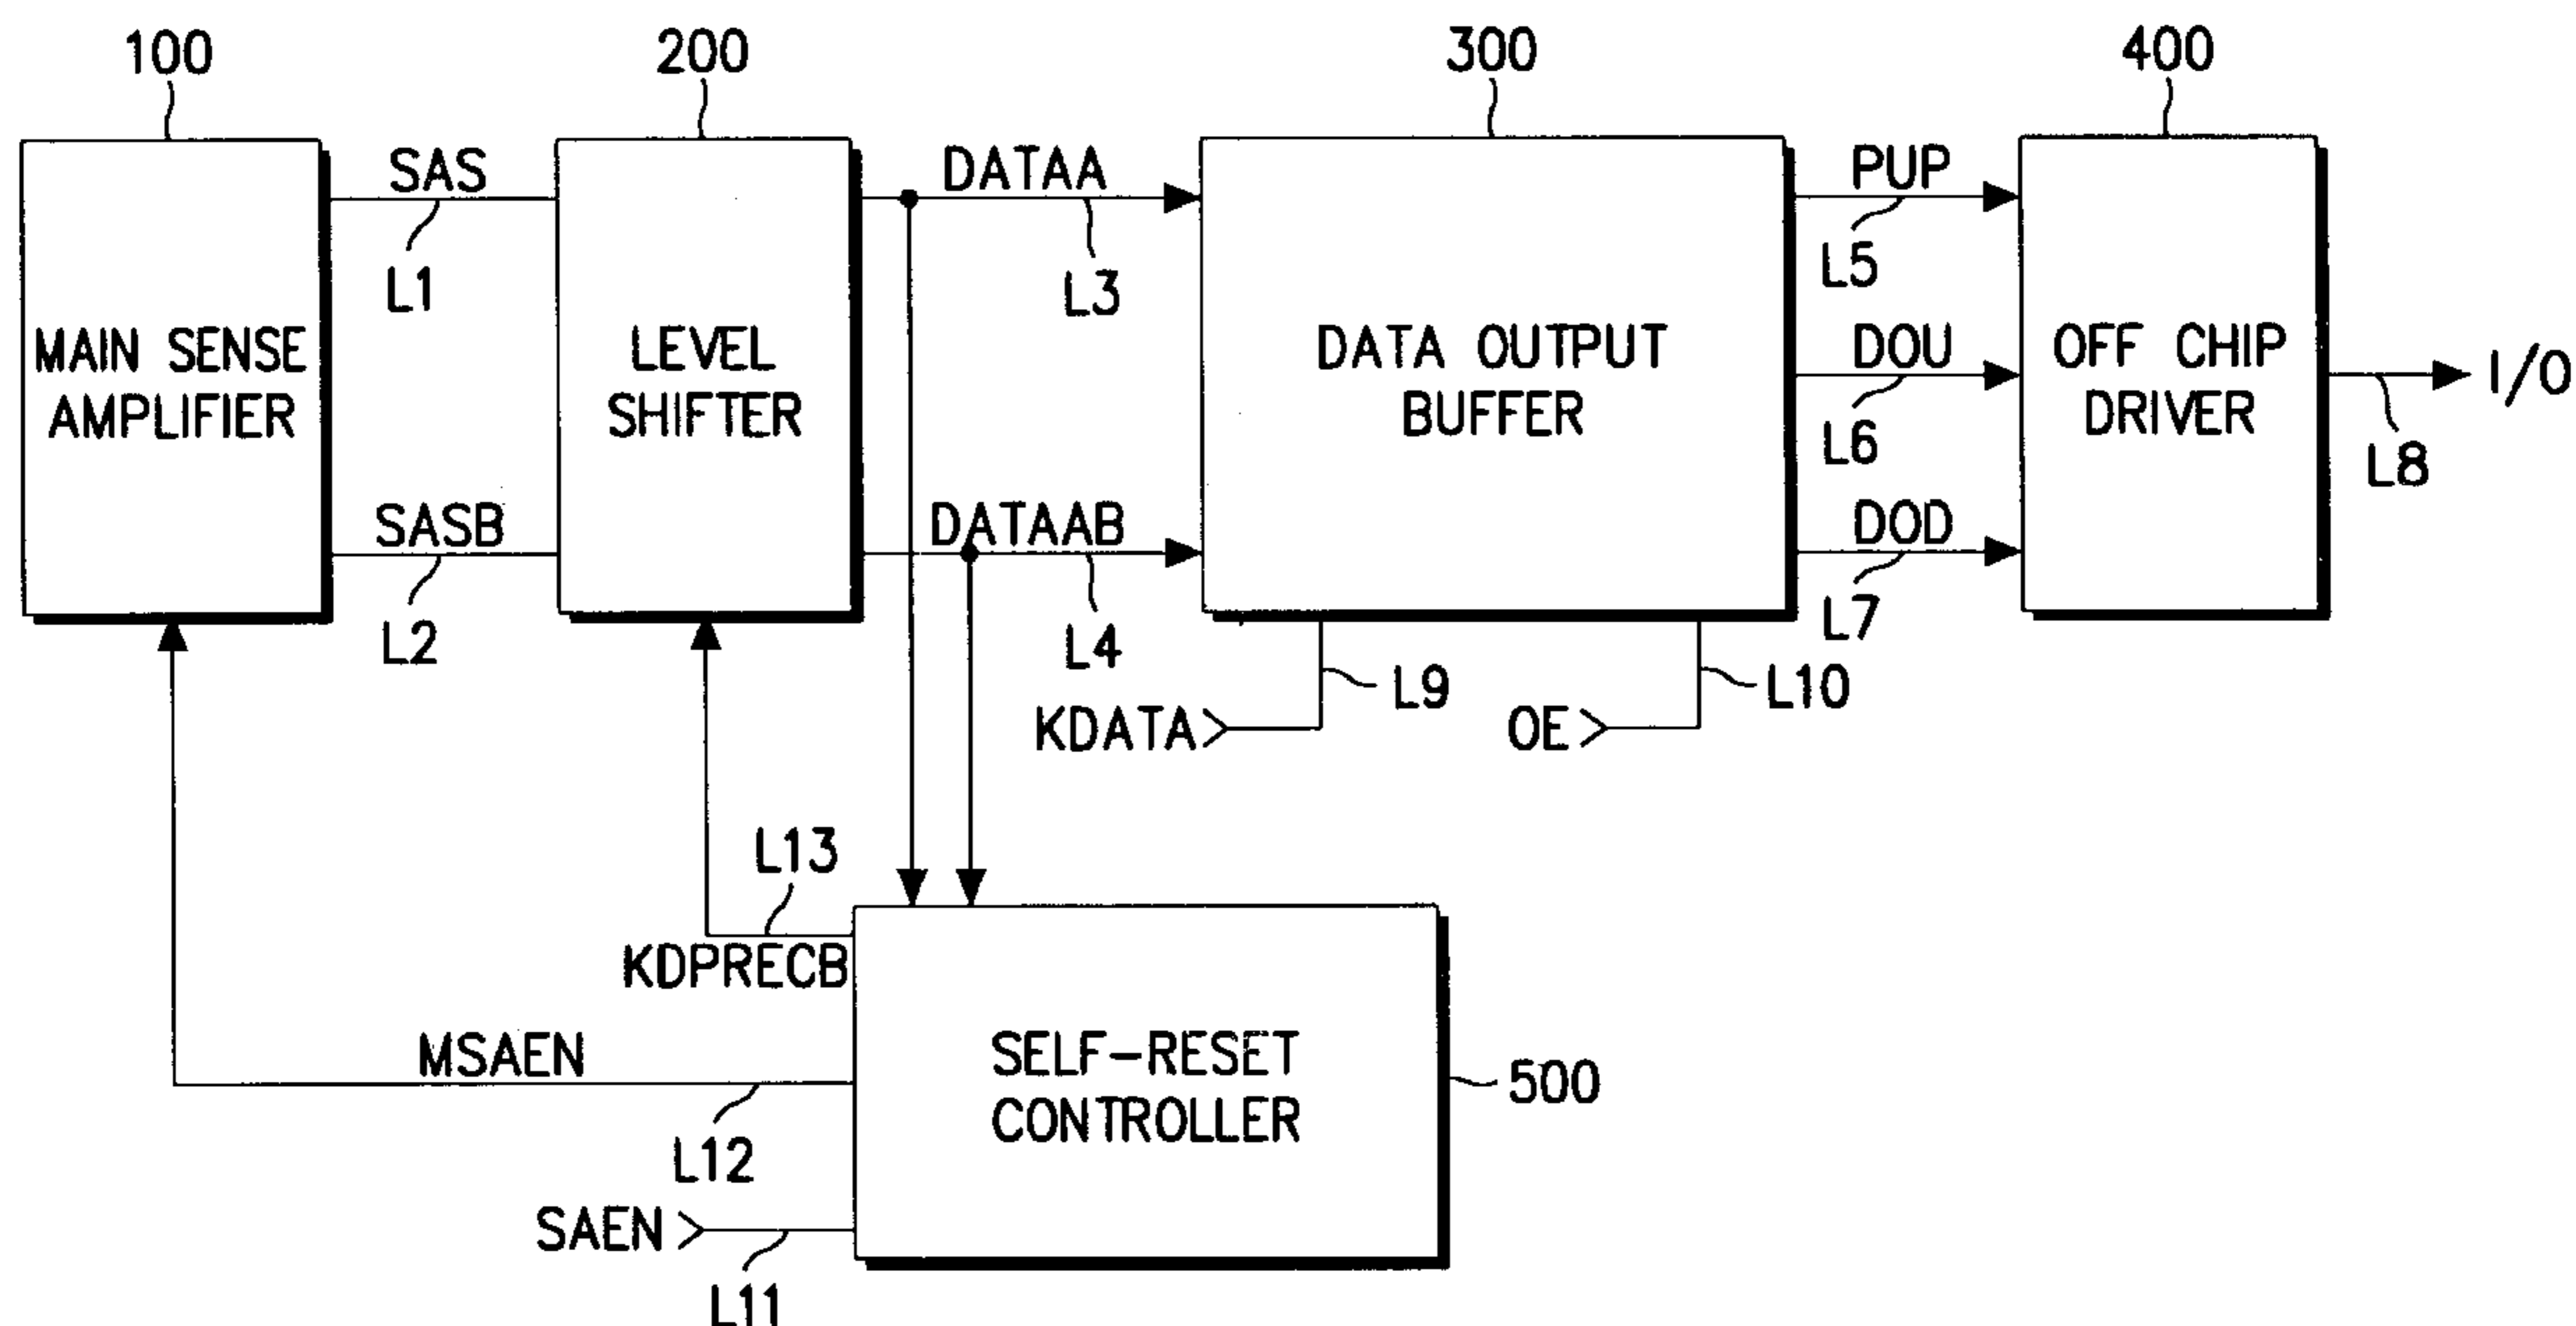 100
200
300
400
MAIN SENSE
AMPLIFIER
SAS
L1
SASB
L2
LEVEL
SHIFTER
DATAA
L3
DATAAB
L4
DATA OUTPUT
BUFFER
PUP
L5
DOU
L6
DOD
L7
OFF CHIP
DRIVER
I/O
L8
KDATA
L9
OE
L10
L13
KDPRECB
MSAEN
L12
SAEN
L11
SELF-RESET
CONTROLLER
500